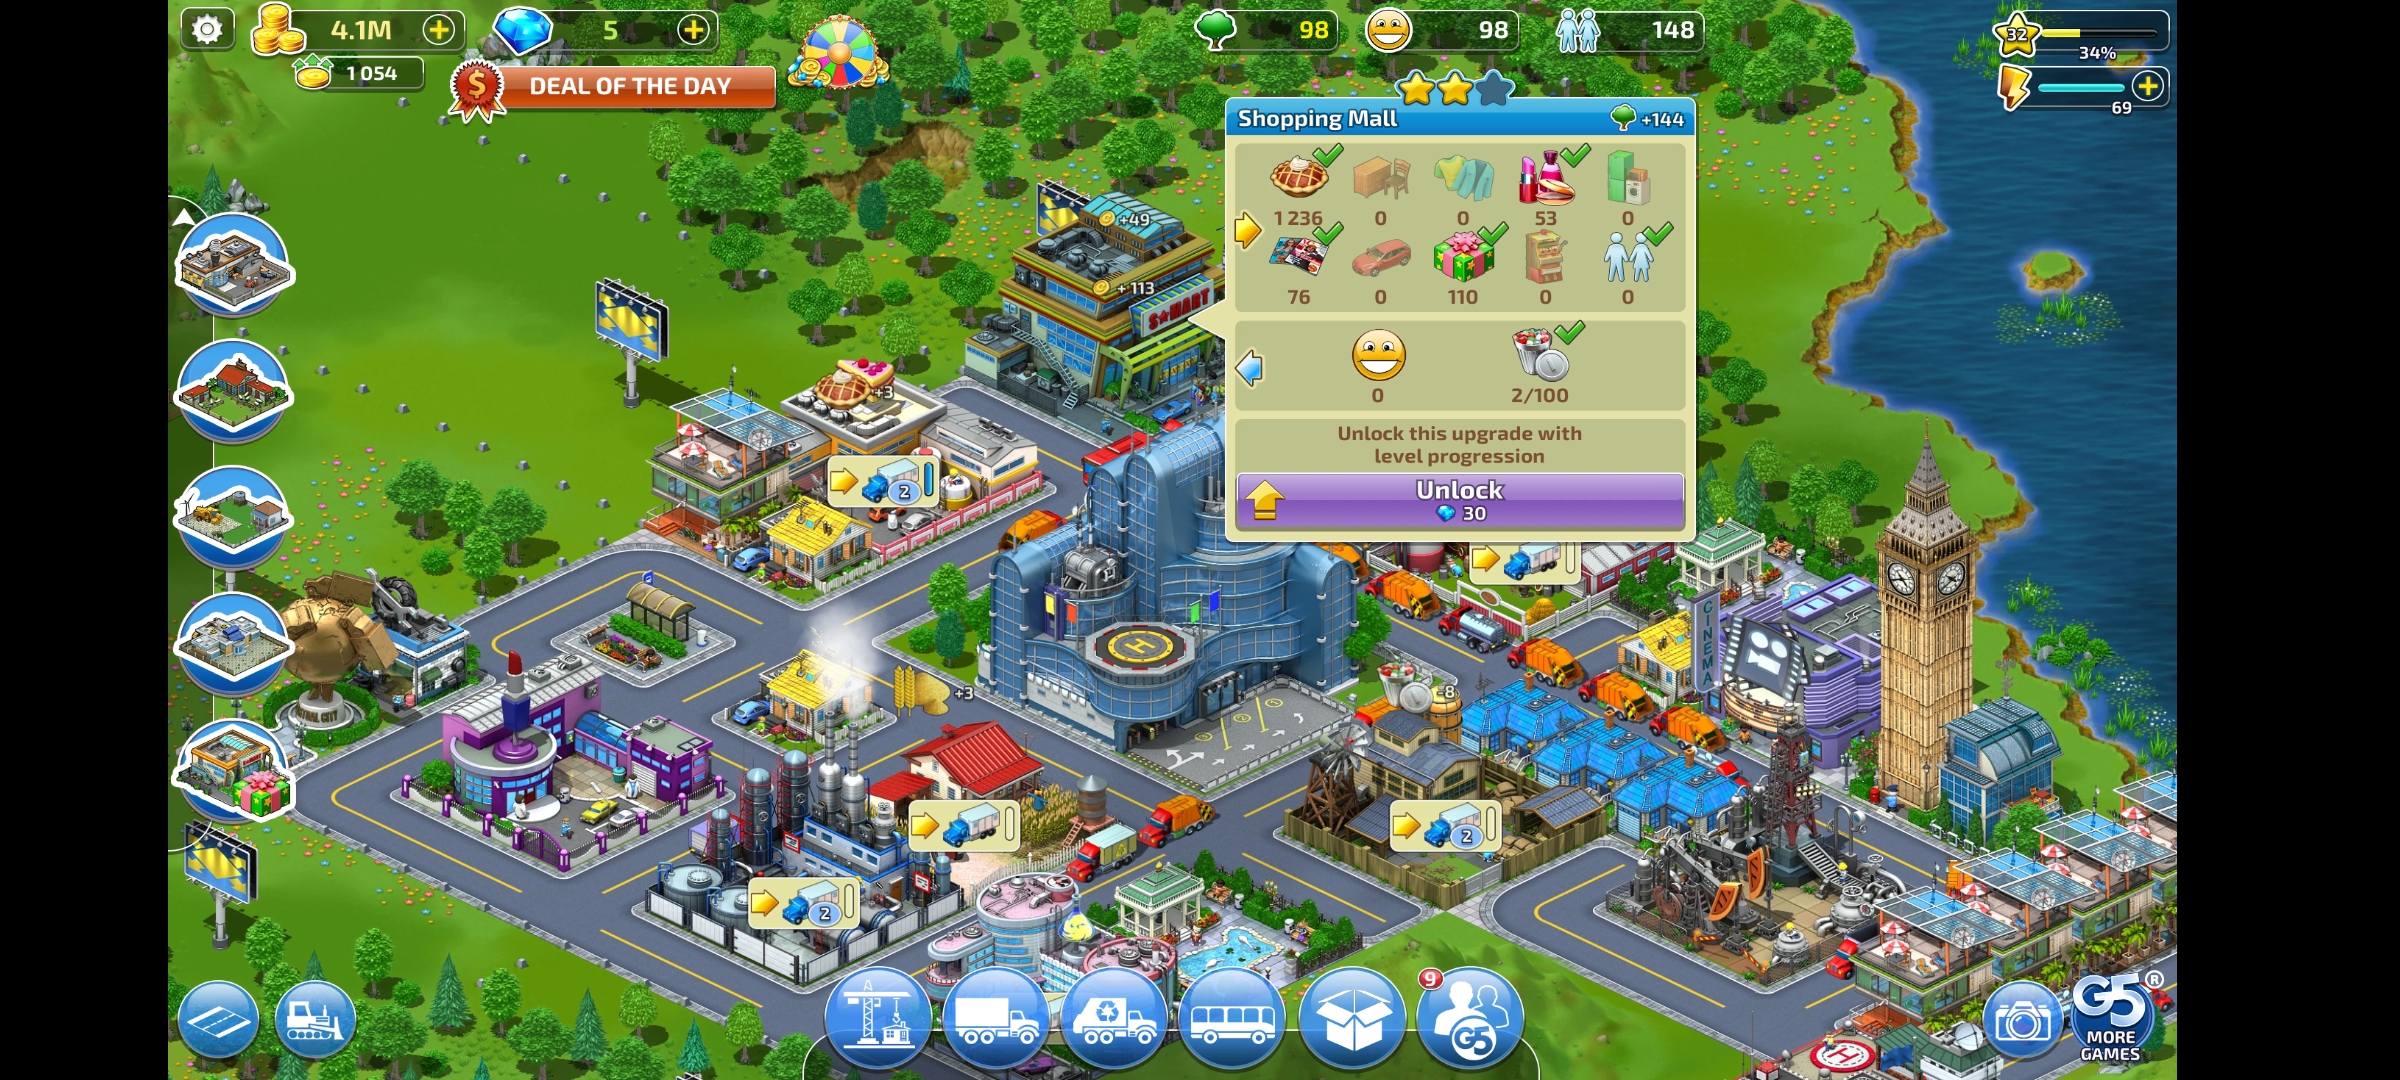 4.1M
5
98
98
148
32
34%
1 054
DEAL OF THE DAY
69
Shopping Mall
+144
1 236
0
0
53
0
76
0
110
0
0
0
2/100
Unlock this upgrade with
level progression
Unlock
30
+49
+113
S★MART
+3
2
CINEMA
+3
-8
2
2
9
G5
G5
®
MORE
GAMES